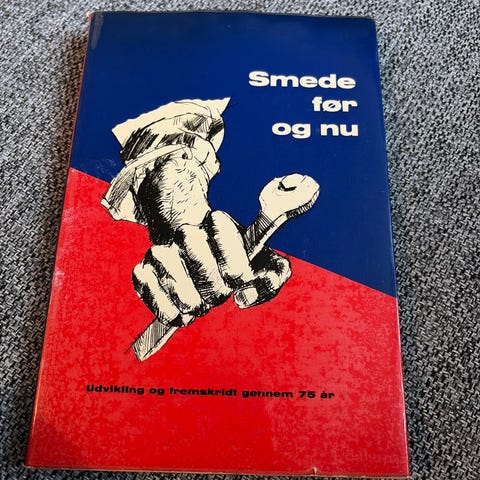 Smede
før
og nu
Udvikling og fremskridt gennem 75 år